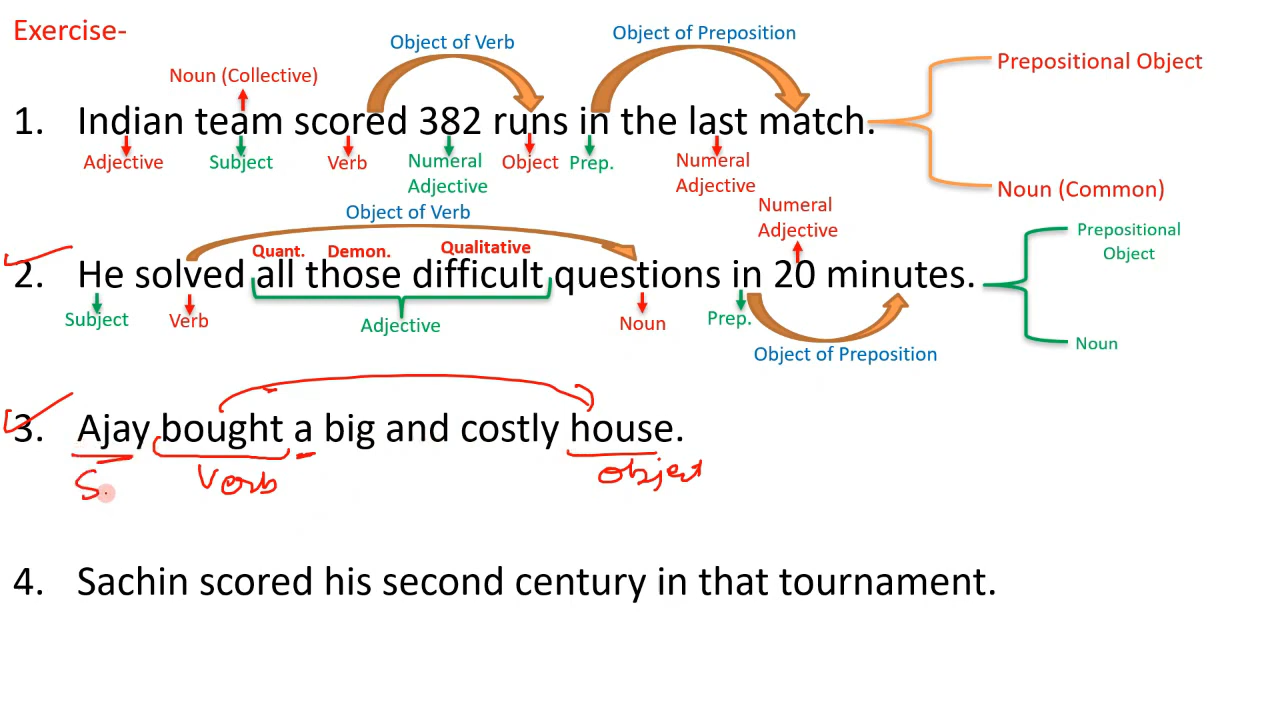 Exercise-
Object of Verb
Object of Preposition
Prepositional Object
Noun (Collective)
1. Indian team scored 382 runs in the last match.
Adjective Subject Verb Numeral Adjective Object Prep. Numeral Adjective
Noun (Common)
Object of Verb
Numeral Adjective
Quant. Demon. Qualitative
Prepositional Object
2. He solved all those difficult questions in 20 minutes.
Subject Verb Adjective Noun Prep.
Noun
Object of Preposition
3. Ajay bought a big and costly house.
S. Verb Object
4. Sachin scored his second century in that tournament.